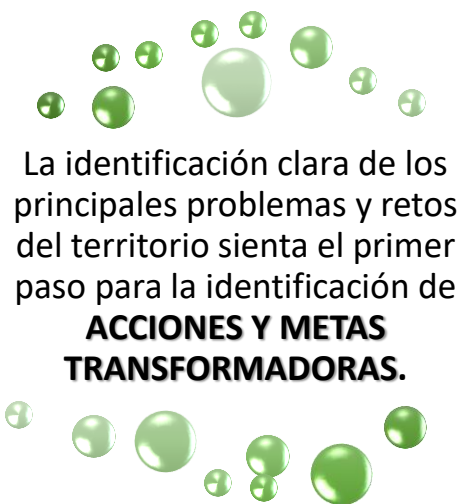 La identificación clara de los
principales problemas y retos
del territorio sienta el primer
paso para la identificación de
ACCIONES Y METAS
TRANSFORMADORAS.